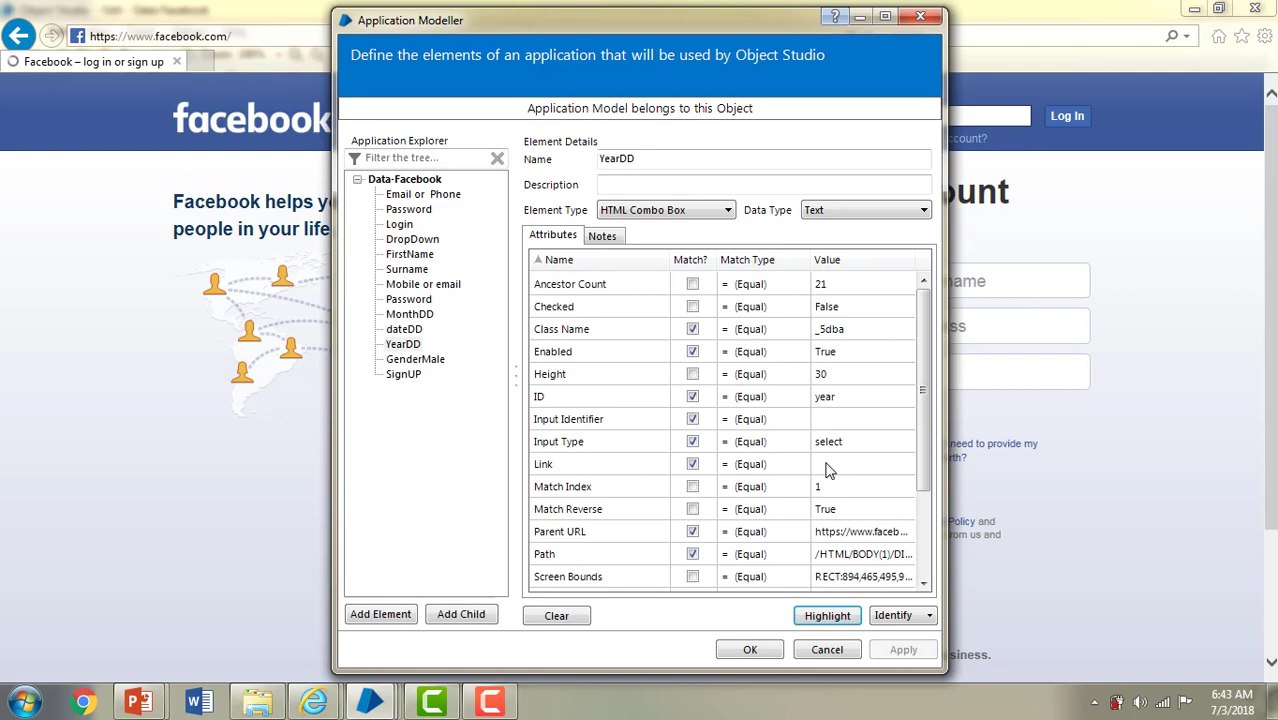 Application Modeller
https://www.facebook.com/
Facebook – log in or sign up
Define the elements of an application that will be used by Object Studio
Application Model belongs to this Object
facebook
Log In
account?
Facebook helps
people in your life
ount
Application Explorer
Filter the tree...
Data-Facebook
Email or Phone
Password
Login
DropDown
FirstName
Surname
Mobile or email
Password
MonthDD
dateDD
YearDD
GenderMale
SignUP
Element Details
Name YearDD
Description
Element Type HTML Combo Box Data Type Text
Attributes Notes
Name Match? Match Type Value
Ancestor Count = (Equal) 21
Checked = (Equal) False
Class Name = (Equal) _5dba
Enabled = (Equal) True
Height = (Equal) 30
ID = (Equal) year
Input Identifier = (Equal)
Input Type = (Equal) select
Link = (Equal)
Match Index = (Equal) 1
Match Reverse = (Equal) True
Parent URL = (Equal) https://www.faceb...
Path = (Equal) /HTML/BODY(1)/DI...
Screen Bounds = (Equal) RECT:894,465,495,9...
name
need to provide my
rth?
Policy and
om us and
siness.
Add Element Add Child Clear Highlight Identify
OK Cancel Apply
6:43 AM
7/3/2018